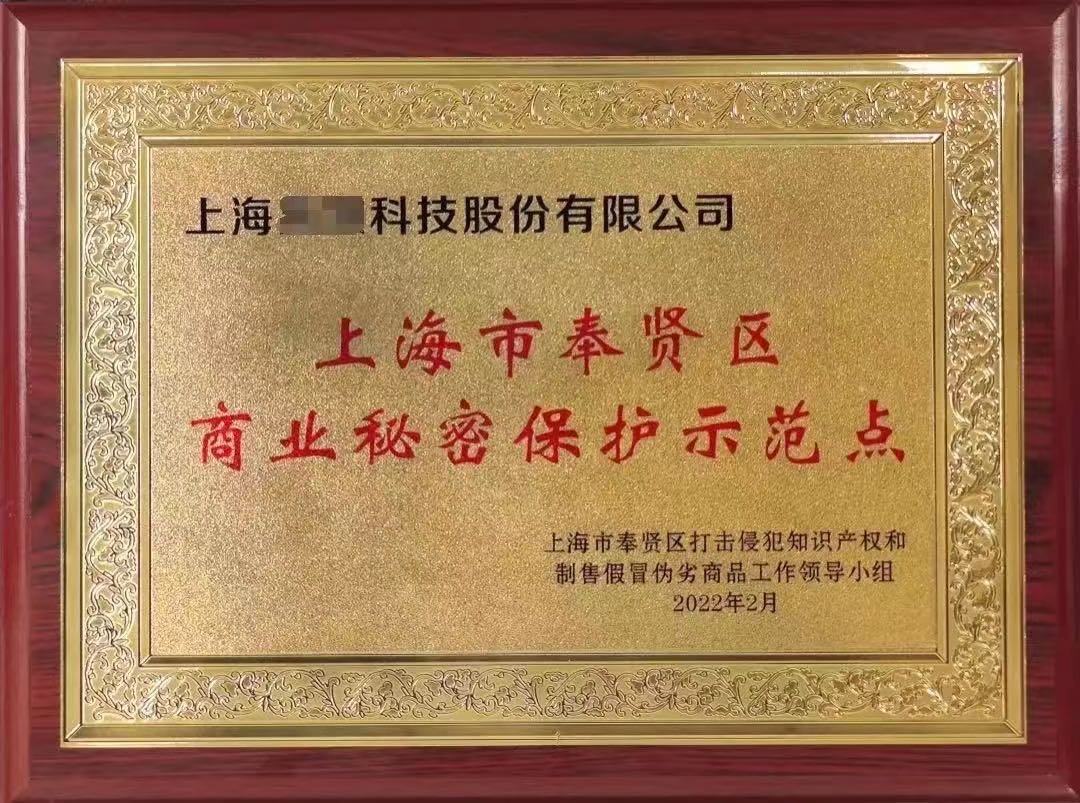 上海科技股份有限公司
上海市奉贤区
商业秘密保护示范点
上海市奉贤区打击侵犯知识产权和
制售假冒伪劣商品工作领导小组
2022年2月